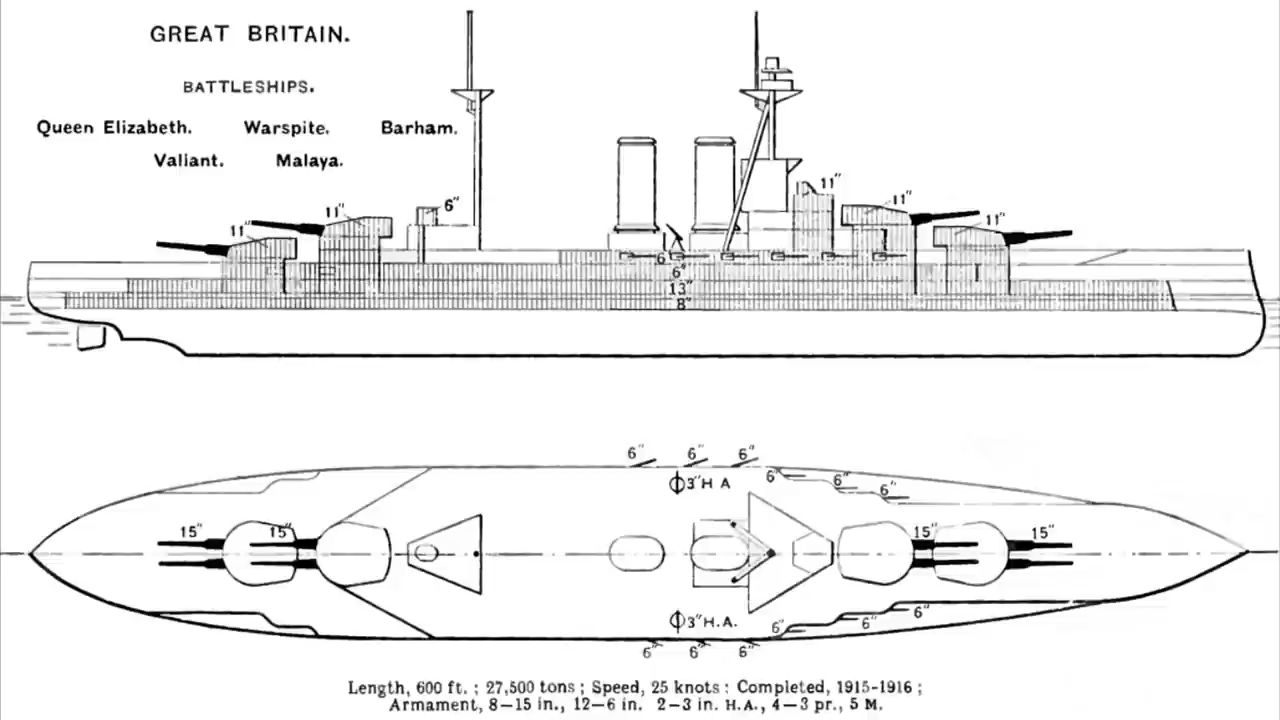 GREAT BRITAIN.
BATTLESHIPS.
Queen Elizabeth. Warspite. Barham.
Valiant. Malaya.
11" 11" 6" 11" 11" 11"
6
6"
13"
8"
6" 6" 6"
3" H A 6" 6" 6"
15" 15" 15" 15"
3" H.A. 6" 6" 6"
6" 6" 6"
Length, 600 ft. ; 27,500 tons ; Speed, 25 knots ; Completed, 1915-1916 ;
Armament, 8—15 in., 12—6 in. 2—3 in. H.A., 4—3 pr., 5 M.